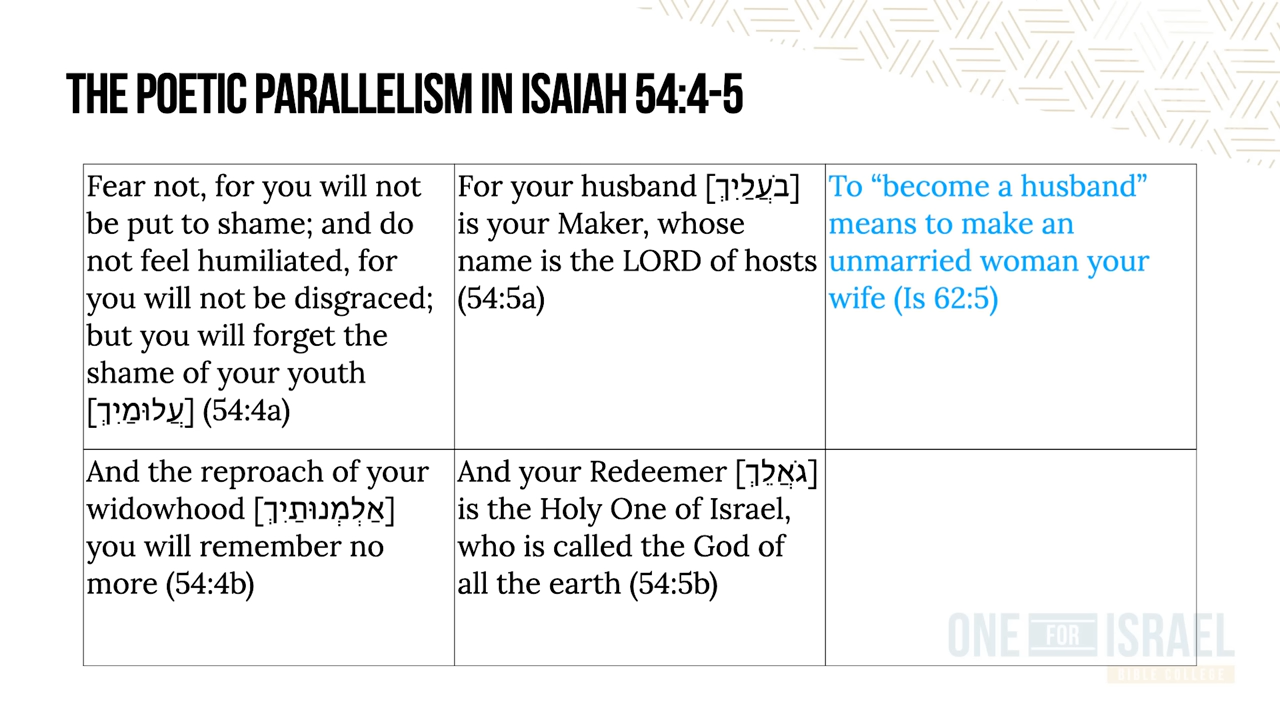 THE POETIC PARALLELISM IN ISAIAH 54:4-5
Fear not, for you will not
be put to shame; and do
not feel humiliated, for
you will not be disgraced;
but you will forget the
shame of your youth
[עֲלוּמַיִךְ] (54:4a)
For your husband [בֹעֲלַיִךְ]
is your Maker, whose
name is the LORD of hosts
(54:5a)
To “become a husband”
means to make an
unmarried woman your
wife (Is 62:5)
And the reproach of your
widowhood [אַלְמְנוּתַיִךְ]
you will remember no
more (54:4b)
And your Redeemer [גֹאֲלֵךְ]
is the Holy One of Israel,
who is called the God of
all the earth (54:5b)
ONE FOR ISRAEL
BIBLE COLLEGE